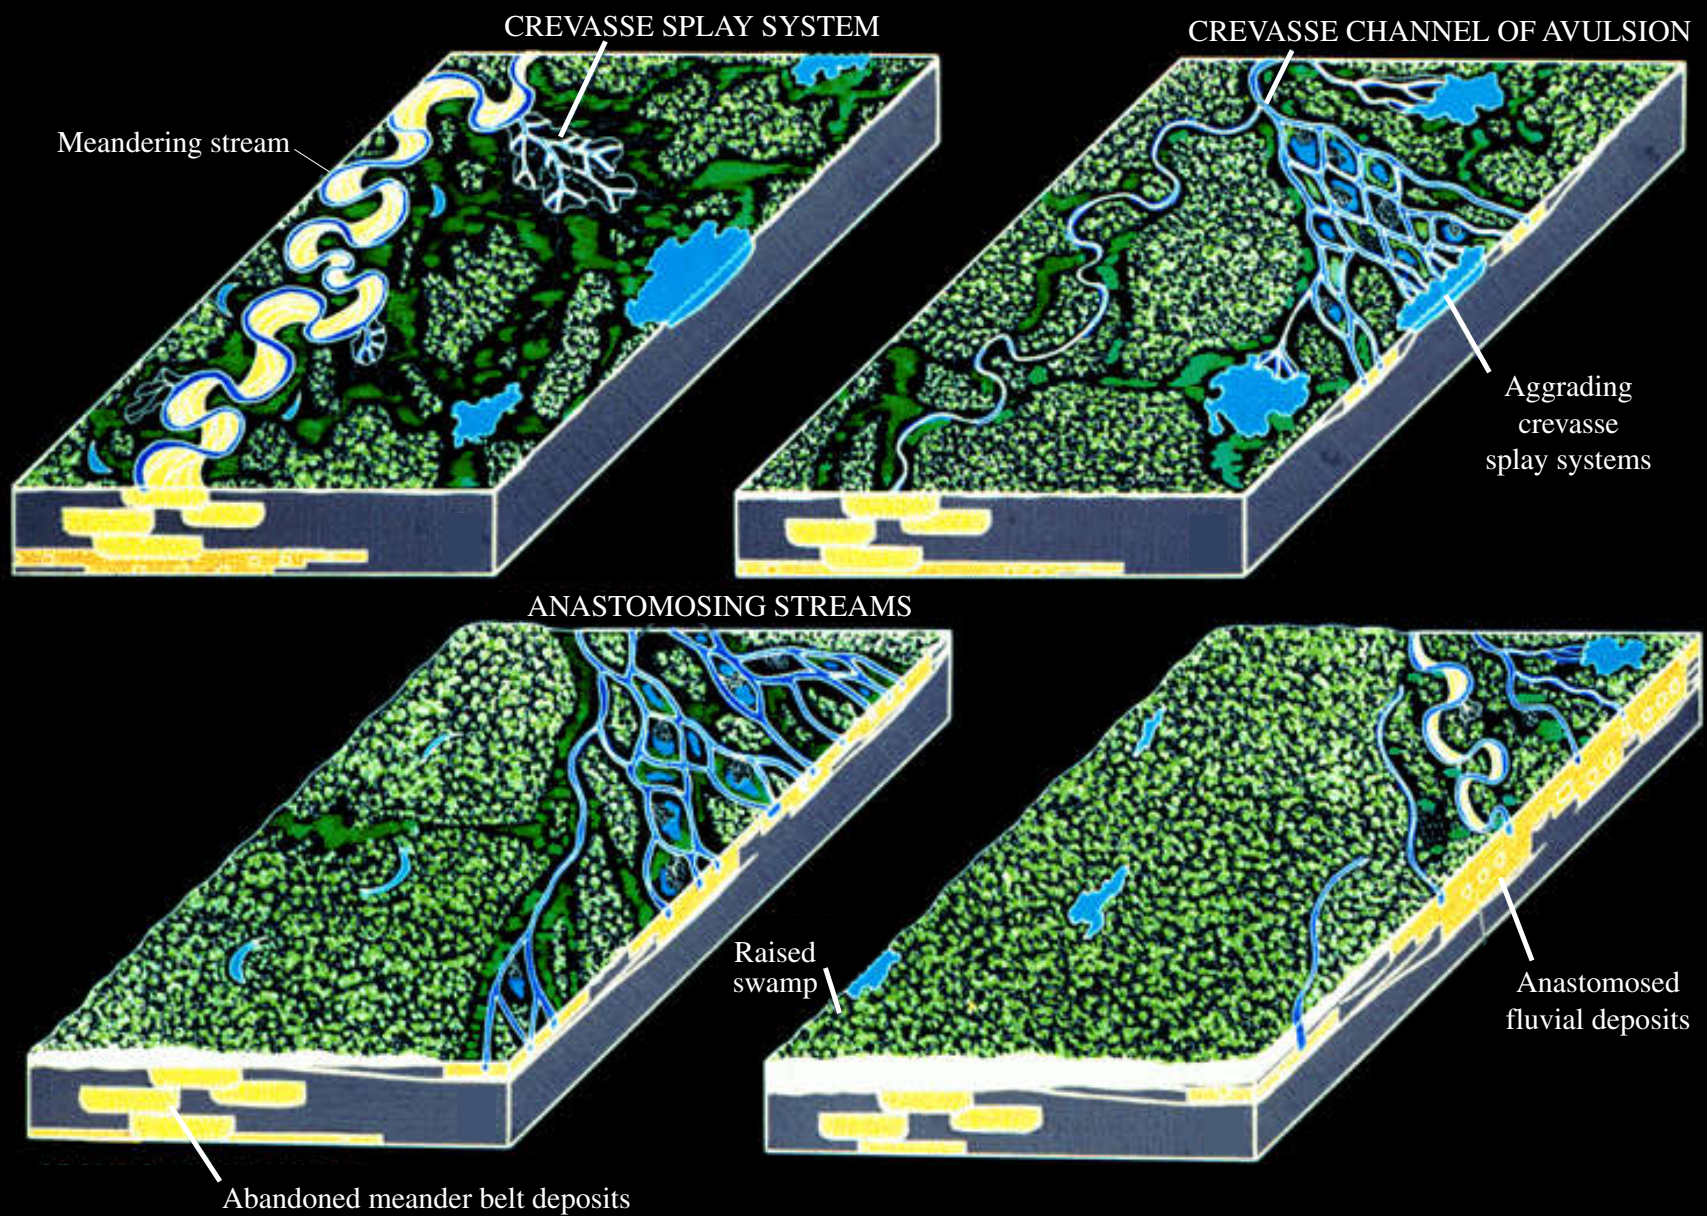 CREVASSE SPLAY SYSTEM
CREVASSE CHANNEL OF AVULSION
Meandering stream
Aggrading
crevasse
splay systems
ANASTOMOSING STREAMS
Raised
swamp
Anastomosed
fluvial deposits
Abandoned meander belt deposits